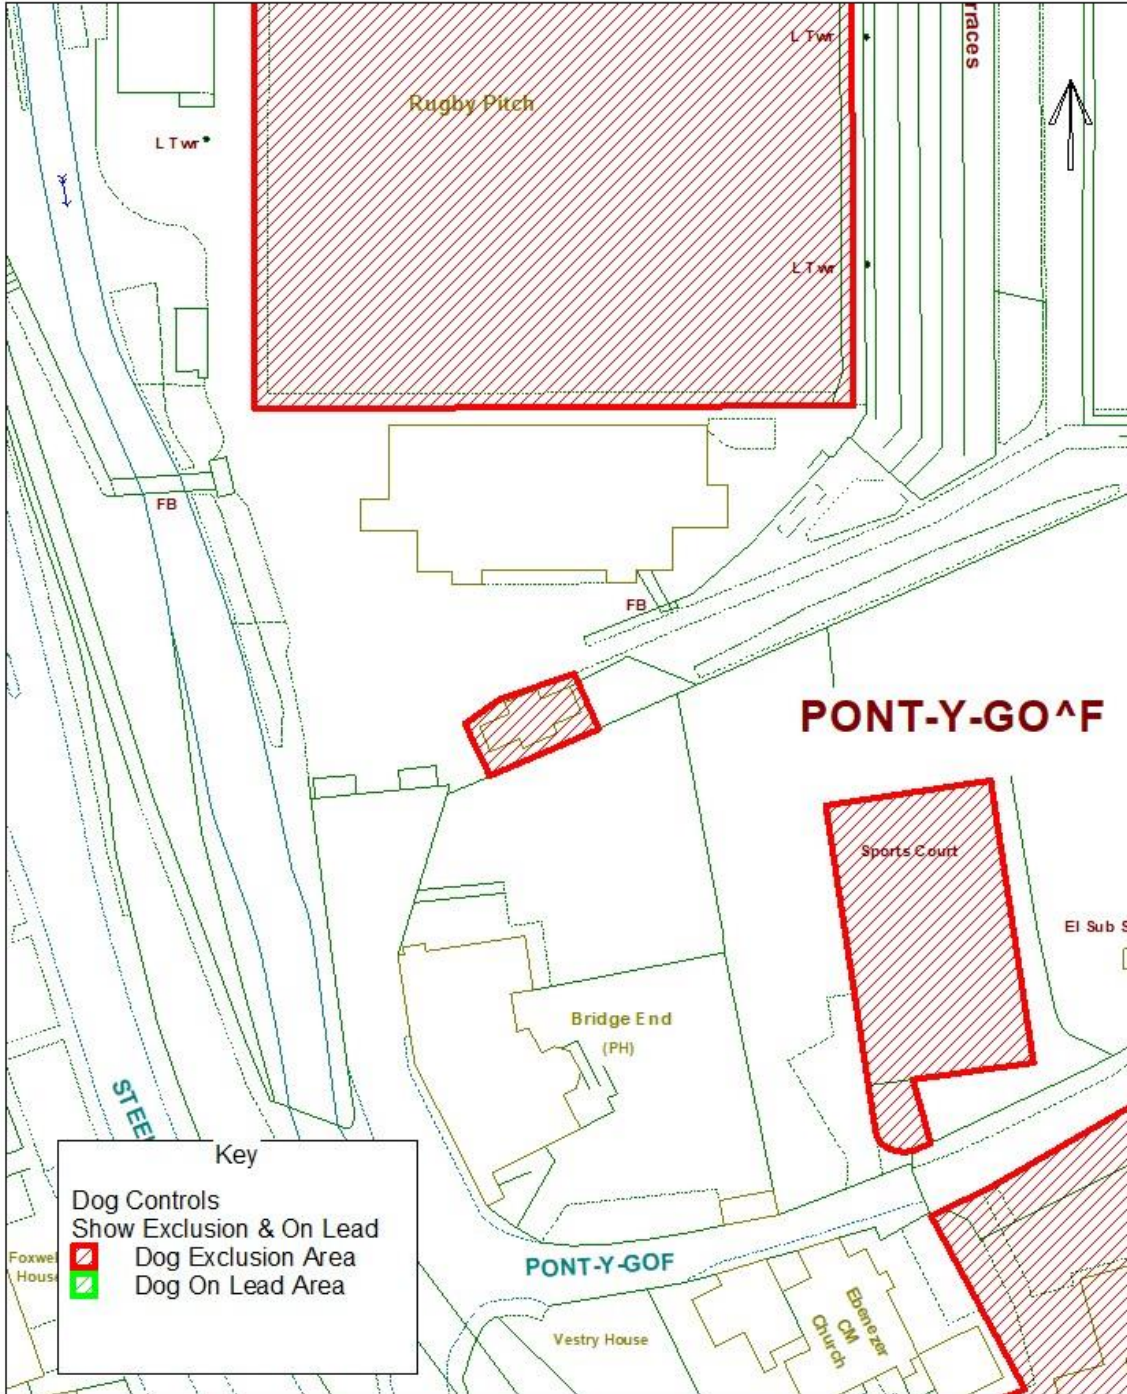 rraces
L Twr
Rugby Pitch
L Twr
L Twr
FB
FB
PONT-Y-GO^F
Sports Court
El Sub S
Bridge End
(PH)
STEE
Key
Dog Controls
Show Exclusion & On Lead
Dog Exclusion Area
Dog On Lead Area
Foxwel
House
PONT-Y-GOF
Vestry House
Ebenezer
CM
Church